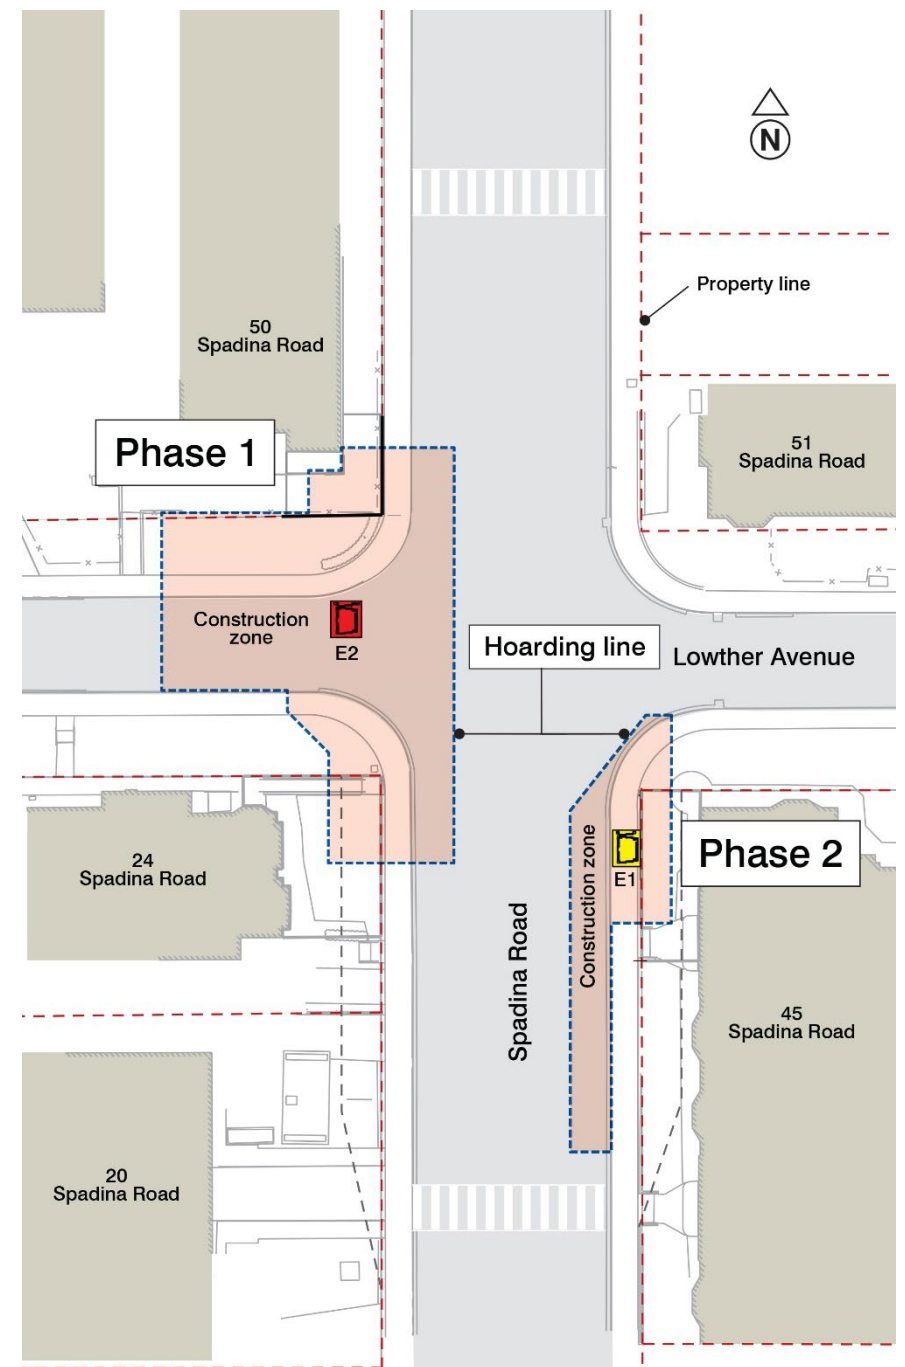 N
Property line
50
Spadina Road
Phase 1
51
Spadina Road
Construction
zone
E2
Hoarding line
Lowther Avenue
24
Spadina Road
Construction zone
E1
Phase 2
Spadina Road
45
Spadina Road
20
Spadina Road